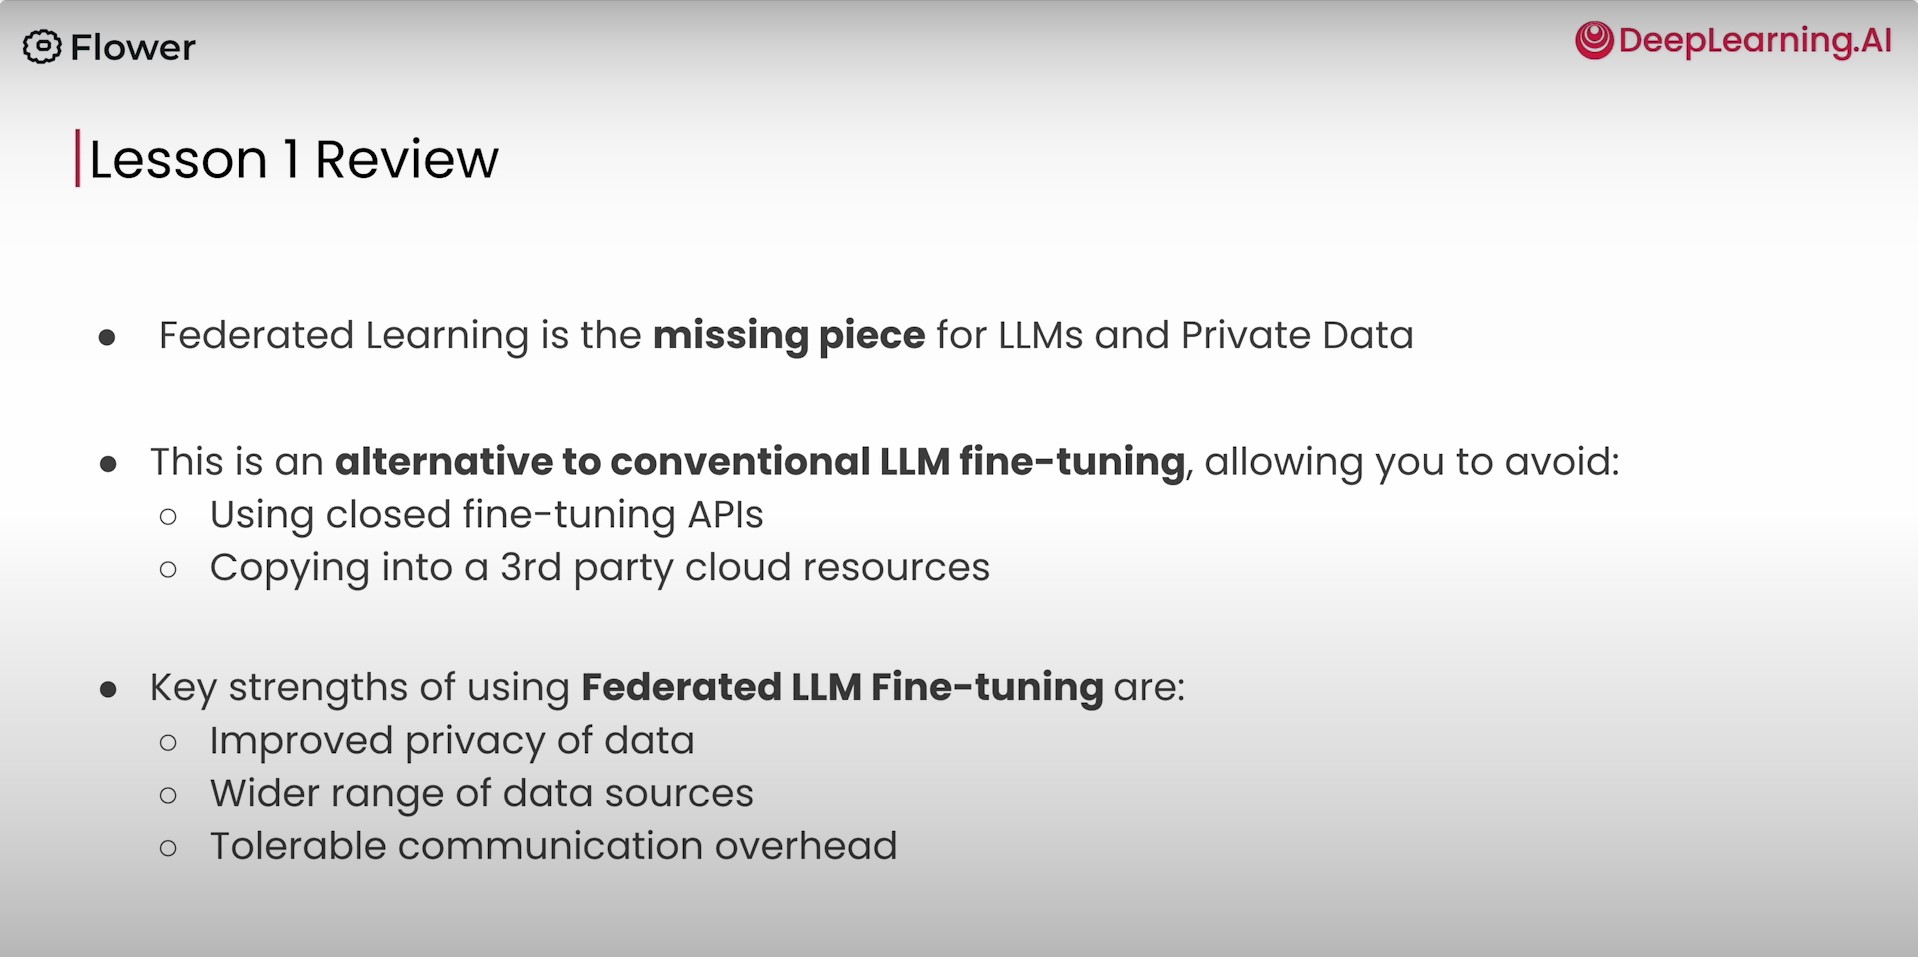 Flower
DeepLearning.AI
Lesson 1 Review
● Federated Learning is the missing piece for LLMs and Private Data
● This is an alternative to conventional LLM fine-tuning, allowing you to avoid:
○ Using closed fine-tuning APIs
○ Copying into a 3rd party cloud resources
● Key strengths of using Federated LLM Fine-tuning are:
○ Improved privacy of data
○ Wider range of data sources
○ Tolerable communication overhead